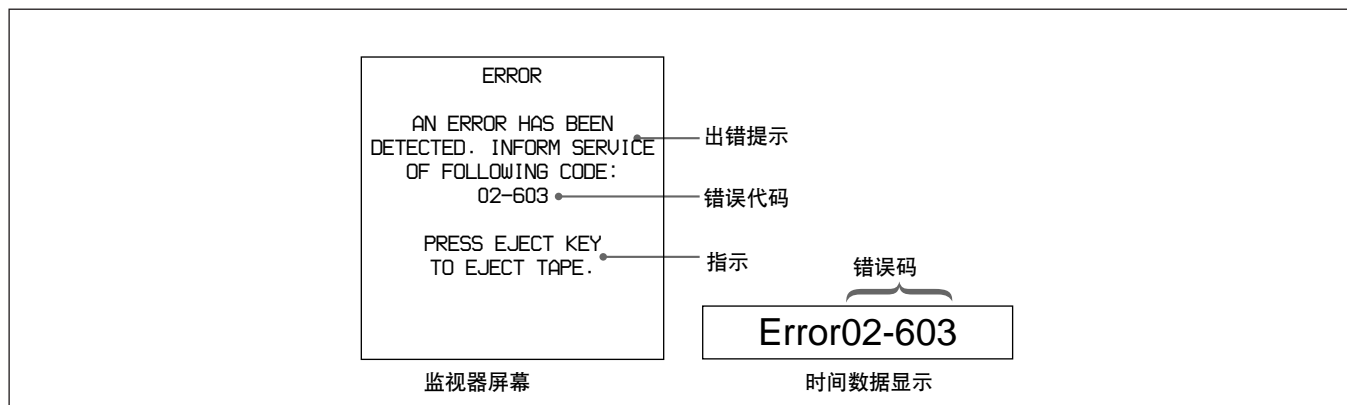 ERROR
AN ERROR HAS BEEN
DETECTED. INFORM SERVICE
OF FOLLOWING CODE:
02-603
PRESS EJECT KEY
TO EJECT TAPE.
出错提示
错误代码
指示
错误码
Error02-603
监视器屏幕
时间数据显示